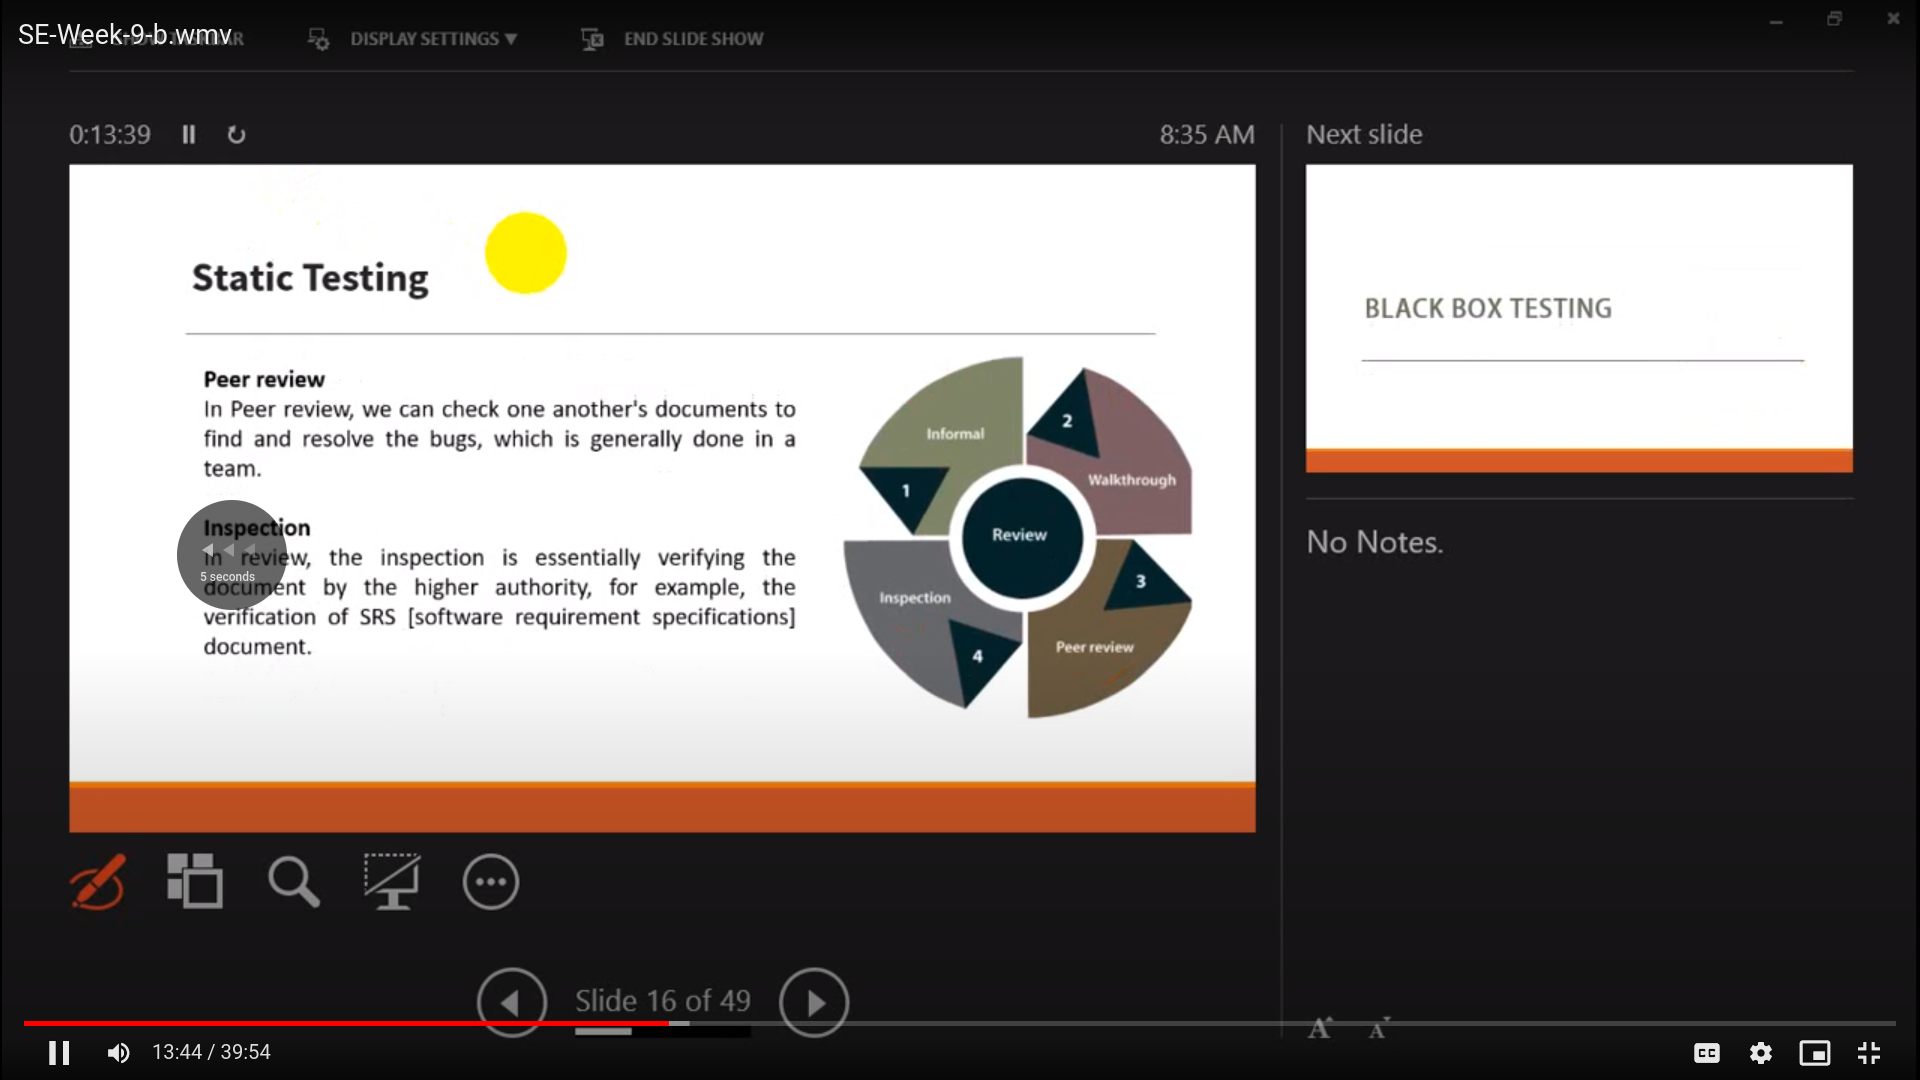 SE-Week-9-b.wmv
DISPLAY SETTINGS ▼
END SLIDE SHOW
0:13:39
8:35 AM
Next slide
Static Testing
Peer review
In Peer review, we can check one another's documents to
find and resolve the bugs, which is generally done in a
team.
Inspection
In review, the inspection is essentially verifying the
document by the higher authority, for example, the
verification of SRS [software requirement specifications]
document.
5 seconds
Informal
1
2
Walkthrough
Review
3
Peer review
Inspection
4
BLACK BOX TESTING
No Notes.
Slide 16 of 49
A A
13:44 / 39:54
CC